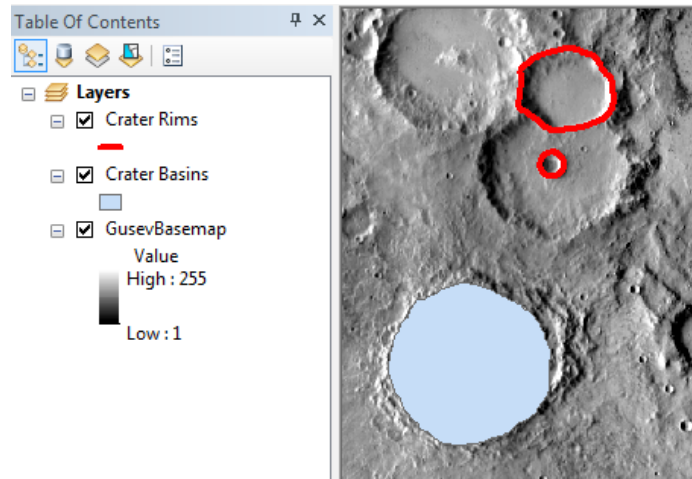 Table Of Contents
Layers
Crater Rims
Crater Basins
GusevBasemap
Value
High : 255
Low : 1